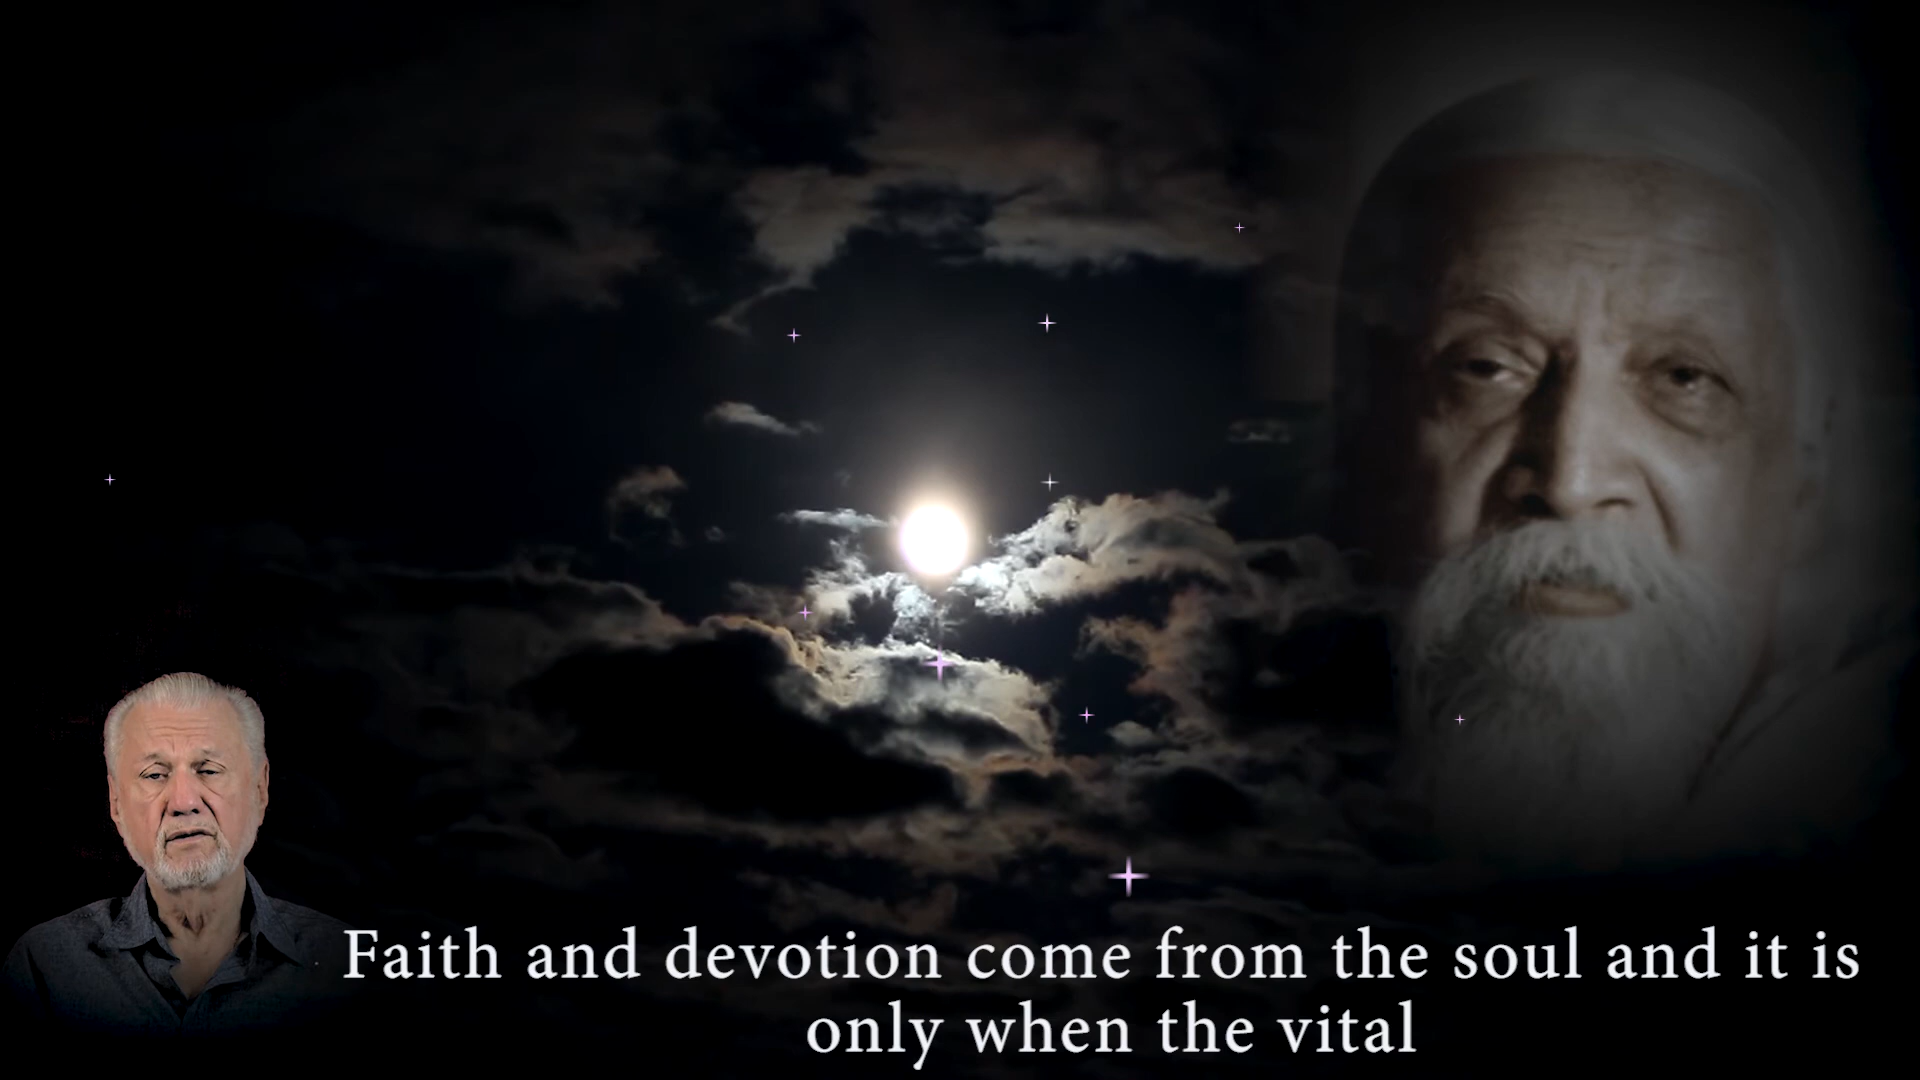 Faith and devotion come from the soul and it is
only when the vital